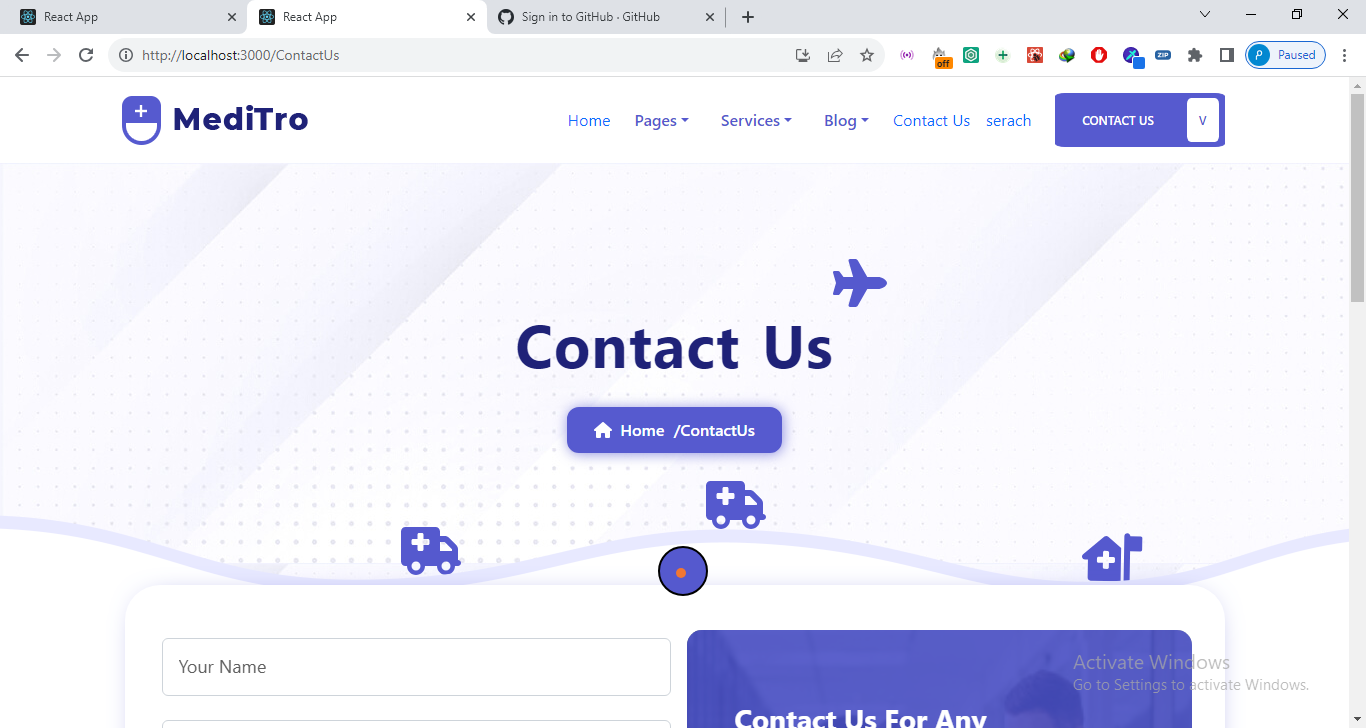 React App
React App
Sign in to GitHub · GitHub
http://localhost:3000/ContactUs
off
ZIP
P
Paused
MediTro
Home
Pages
Services
Blog
Contact Us
serach
CONTACT US
V
Contact Us
Home /ContactUs
Your Name
Contact Us For Any
Activate Windows
Go to Settings to activate Windows.